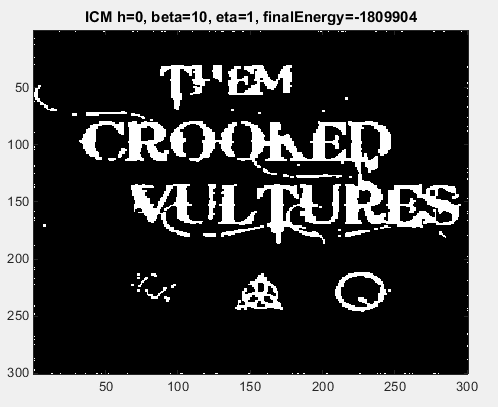 ICM h=0, beta=10, eta=1, finalEnergy=-1809904
THEM
CROOKED
VULTURES
50
100
150
200
250
300
50 100 150 200 250 300